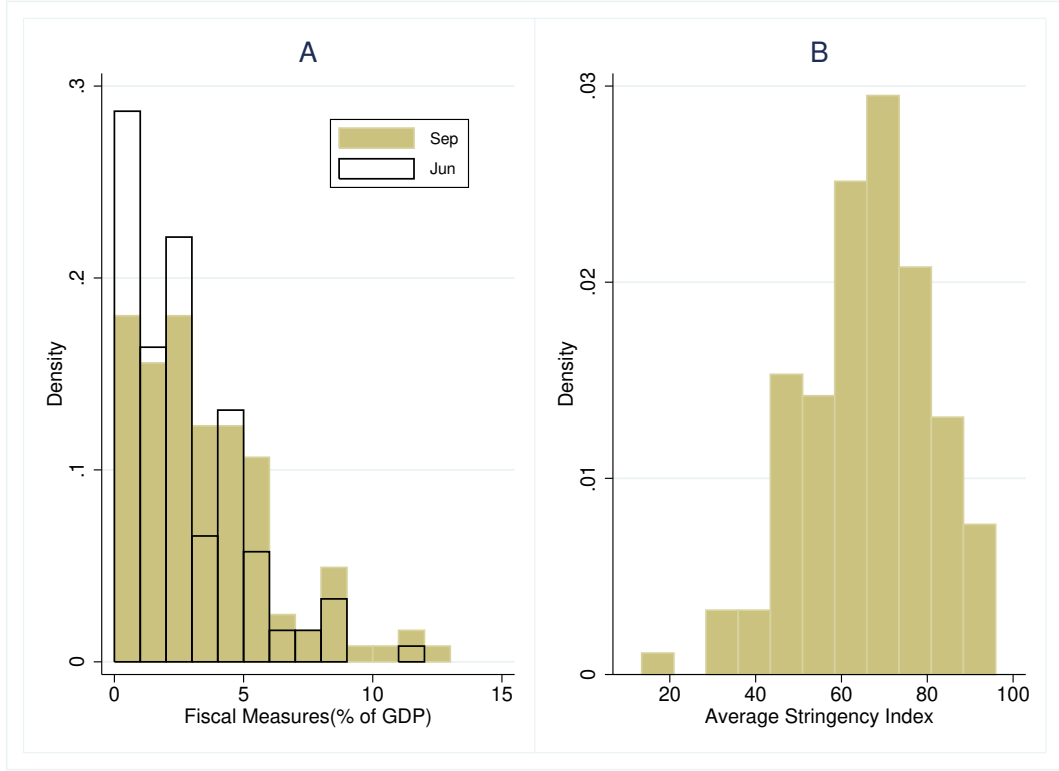 A
.3
.2
.1
0
Density
Sep
Jun
0 5 10 15
Fiscal Measures(% of GDP)
B
.03
.02
.01
0
Density
20 40 60 80 100
Average Stringency Index